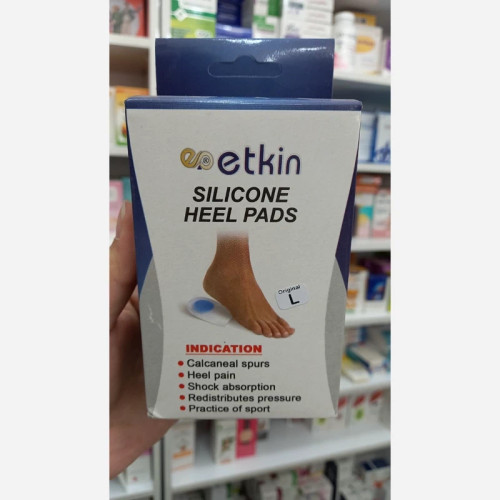 etkin
SILICONE
HEEL PADS
Original
L
INDICATION
• Calcaneal spurs
• Heel pain
• Shock absorption
• Redistributes pressure
• Practice of sport